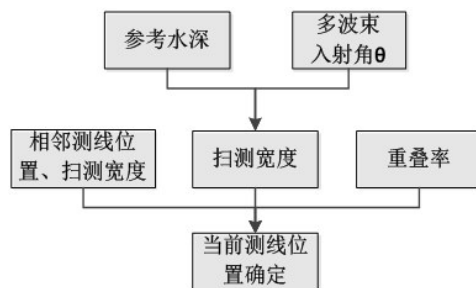 参考水深
多波束
入射角θ
相邻测线位
置、扫测宽度
扫测宽度
重叠率
当前测线位
置确定